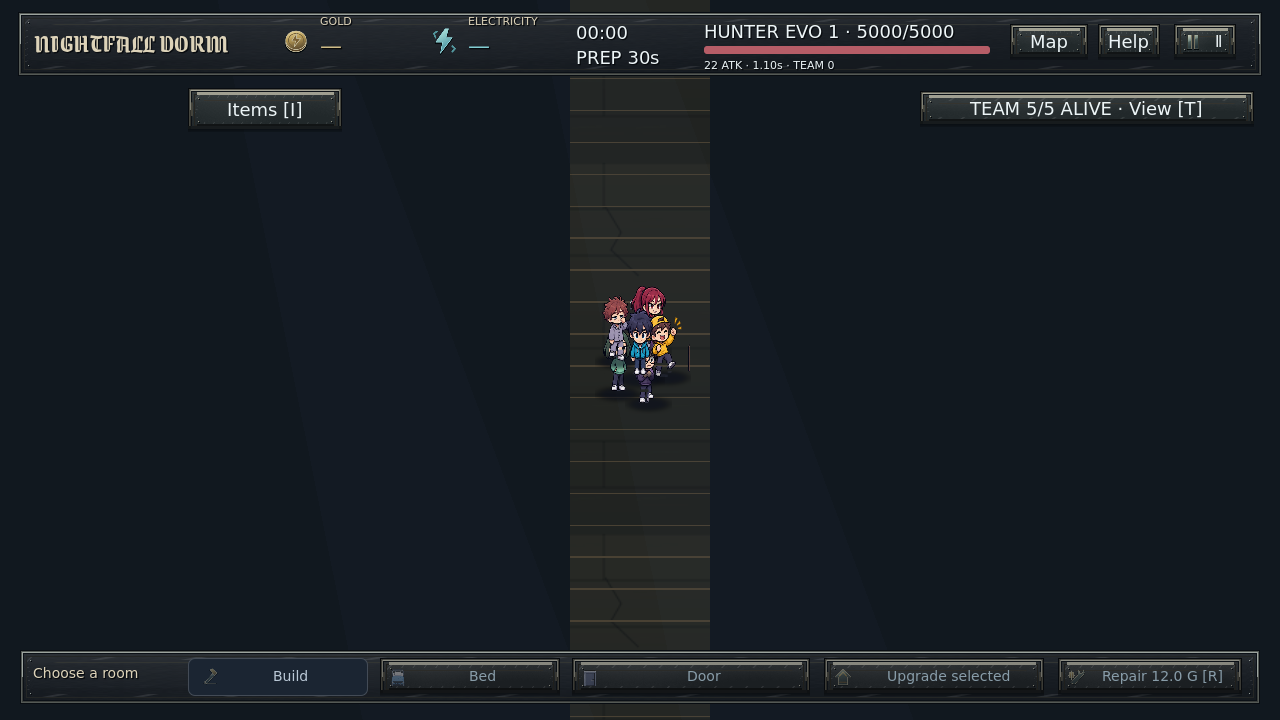 NIGHTFALL DORM
GOLD
—
ELECTRICITY
—
00:00
PREP 30s
HUNTER EVO 1 · 5000/5000
22 ATK · 1.10s · TEAM 0
Map
Help
Ⅱ
Items [I]
TEAM 5/5 ALIVE · View [T]
Choose a room
Build
Bed
Door
Upgrade selected
Repair 12.0 G [R]